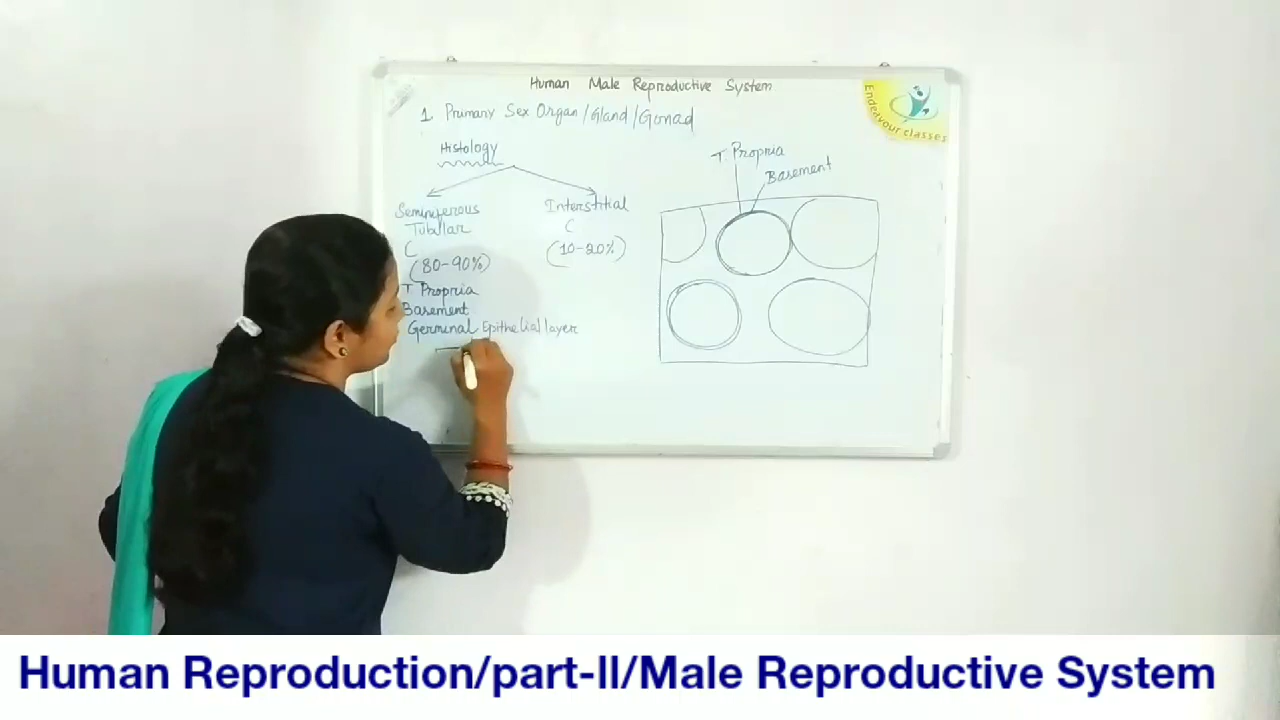 Human Male Reproductive System
1. Primary Sex Organ/Gland/Gonad
Endeavour classes
Histology
T. Propria
Basement
Seminiferous
Tubular
(
(80-90%)
Interstitial
(
(10-20%)
T Propria
Basement
Germinal Epithelial layer
Human Reproduction/part-II/Male Reproductive System